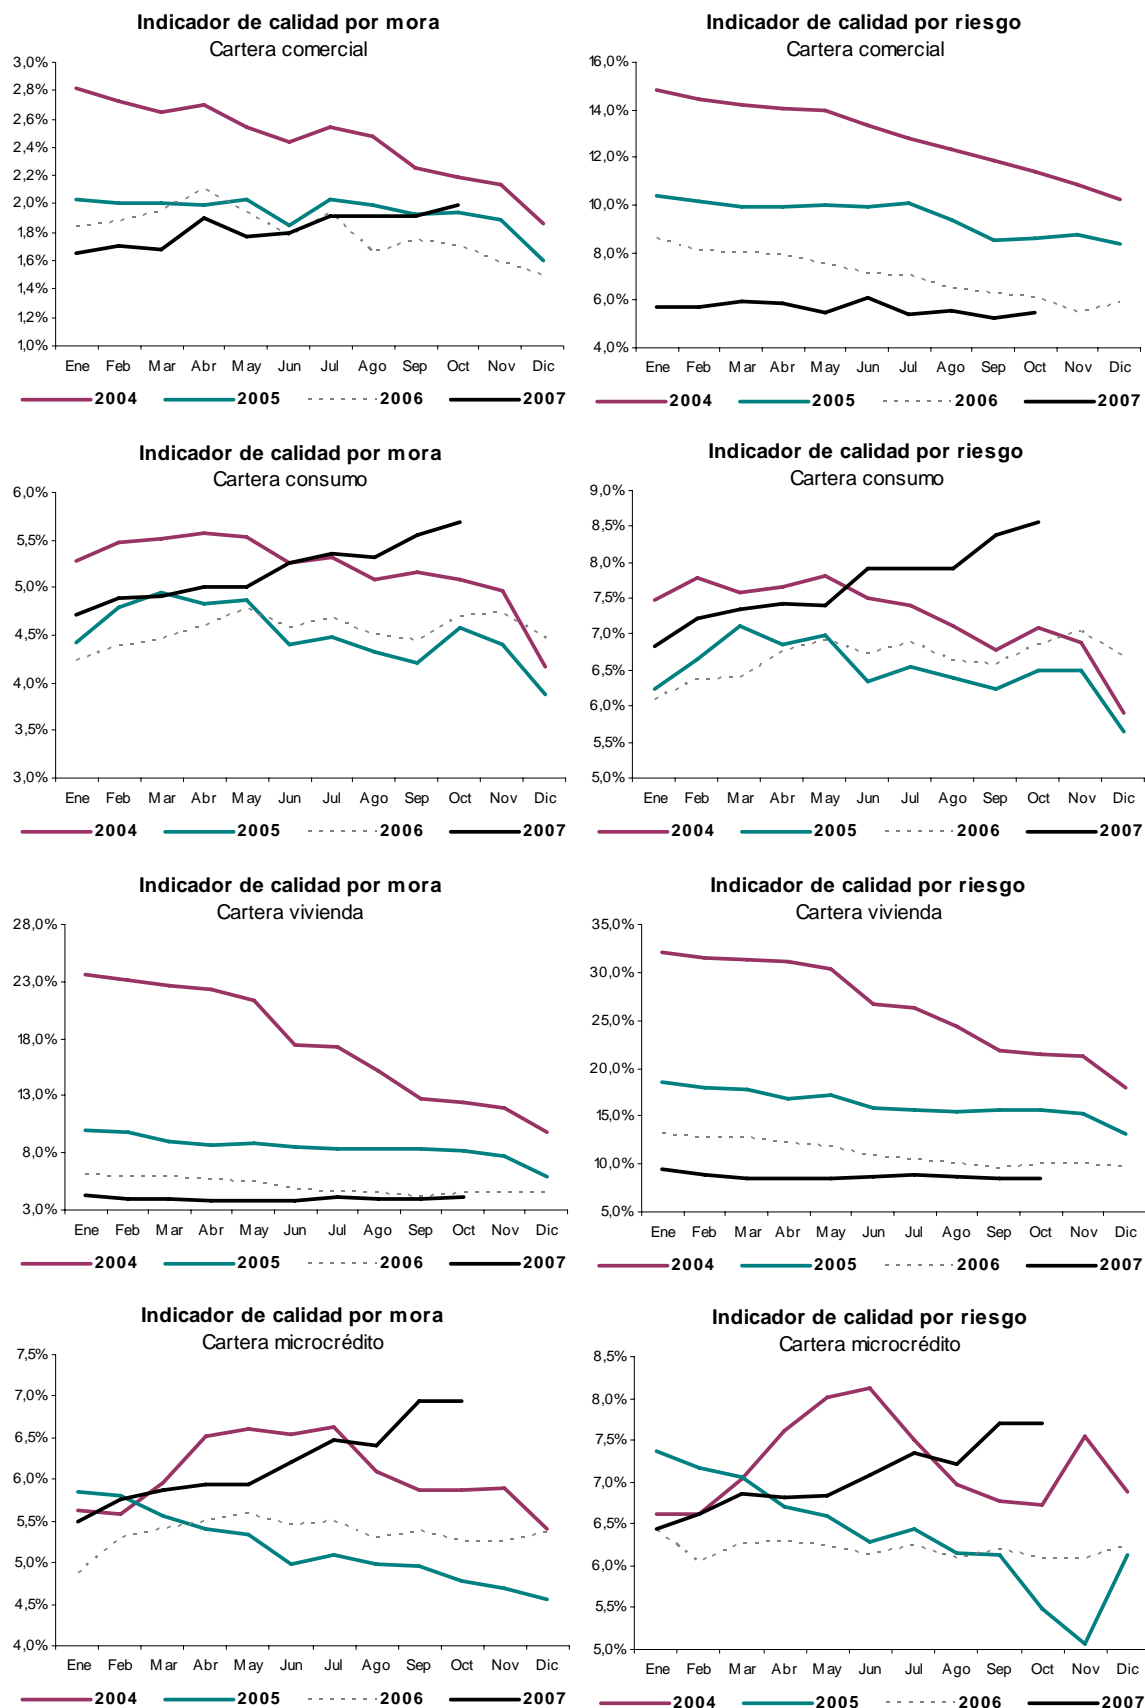 Indicador de calidad por mora
Cartera comercial
3,0%
2,8%
2,6%
2,4%
2,2%
2,0%
1,8%
1,6%
1,4%
1,2%
1,0%
Ene Feb Mar Abr May Jun Jul Ago Sep Oct Nov Dic
2004 2005 2006 2007
Indicador de calidad por riesgo
Cartera comercial
16,0%
14,0%
12,0%
10,0%
8,0%
6,0%
4,0%
Ene Feb Mar Abr May Jun Jul Ago Sep Oct Nov Dic
2004 2005 2006 2007
Indicador de calidad por mora
Cartera consumo
6,0%
5,5%
5,0%
4,5%
4,0%
3,5%
3,0%
Ene Feb Mar Abr May Jun Jul Ago Sep Oct Nov Dic
2004 2005 2006 2007
Indicador de calidad por riesgo
Cartera consumo
9,0%
8,5%
8,0%
7,5%
7,0%
6,5%
6,0%
5,5%
5,0%
Ene Feb Mar Abr May Jun Jul Ago Sep Oct Nov Dic
2004 2005 2006 2007
Indicador de calidad por mora
Cartera vivienda
28,0%
23,0%
18,0%
13,0%
8,0%
3,0%
Ene Feb Mar Abr May Jun Jul Ago Sep Oct Nov Dic
2004 2005 2006 2007
Indicador de calidad por riesgo
Cartera vivienda
35,0%
30,0%
25,0%
20,0%
15,0%
10,0%
5,0%
Ene Feb Mar Abr May Jun Jul Ago Sep Oct Nov Dic
2004 2005 2006 2007
Indicador de calidad por mora
Cartera microcrédito
7,5%
7,0%
6,5%
6,0%
5,5%
5,0%
4,5%
4,0%
Ene Feb Mar Abr May Jun Jul Ago Sep Oct Nov Dic
2004 2005 2006 2007
Indicador de calidad por riesgo
Cartera microcrédito
8,5%
8,0%
7,5%
7,0%
6,5%
6,0%
5,5%
5,0%
Ene Feb Mar Abr May Jun Jul Ago Sep Oct Nov Dic
2004 2005 2006 2007